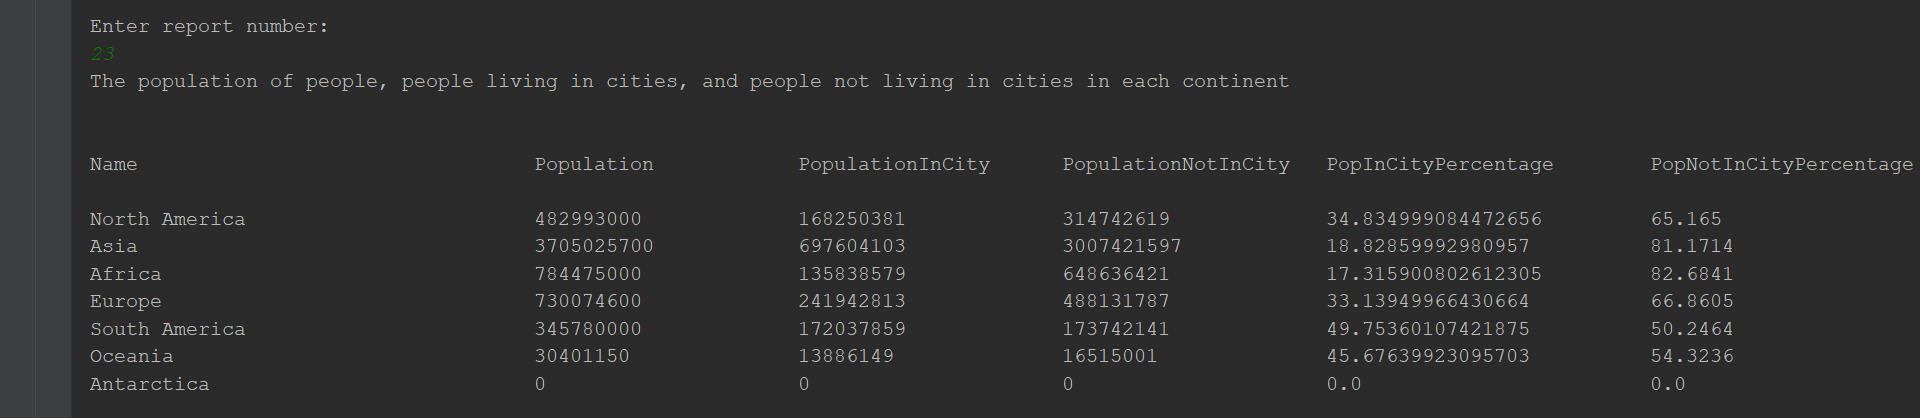 Enter report number:
23
The population of people, people living in cities, and people not living in cities in each continent
Name Population PopulationInCity PopulationNotInCity PopInCityPercentage PopNotInCityPercentage
North America 482993000 168250381 314742619 34.834999084472656 65.165
Asia 3705025700 697604103 3007421597 18.82859992980957 81.1714
Africa 784475000 135838579 648636421 17.315900802612305 82.6841
Europe 730074600 241942813 488131787 33.13949966430664 66.8605
South America 345780000 172037859 173742141 49.75360107421875 50.2464
Oceania 30401150 13886149 16515001 45.67639923095703 54.3236
Antarctica 0 0 0 0.0 0.0